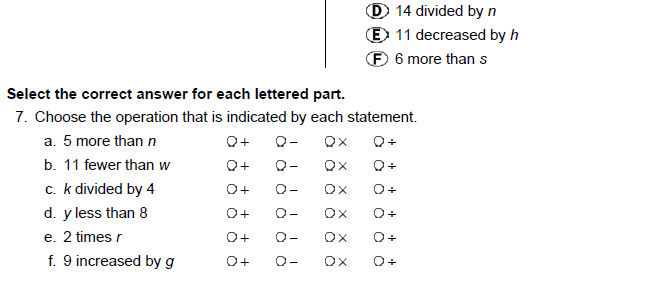 D 14 divided by n
E 11 decreased by h
F 6 more than s
Select the correct answer for each lettered part.
7. Choose the operation that is indicated by each statement.
a. 5 more than n O+ O− O× O÷
b. 11 fewer than w O+ O− O× O÷
c. k divided by 4 O+ O− O× O÷
d. y less than 8 O+ O− O× O÷
e. 2 times r O+ O− O× O÷
f. 9 increased by g O+ O− O× O÷